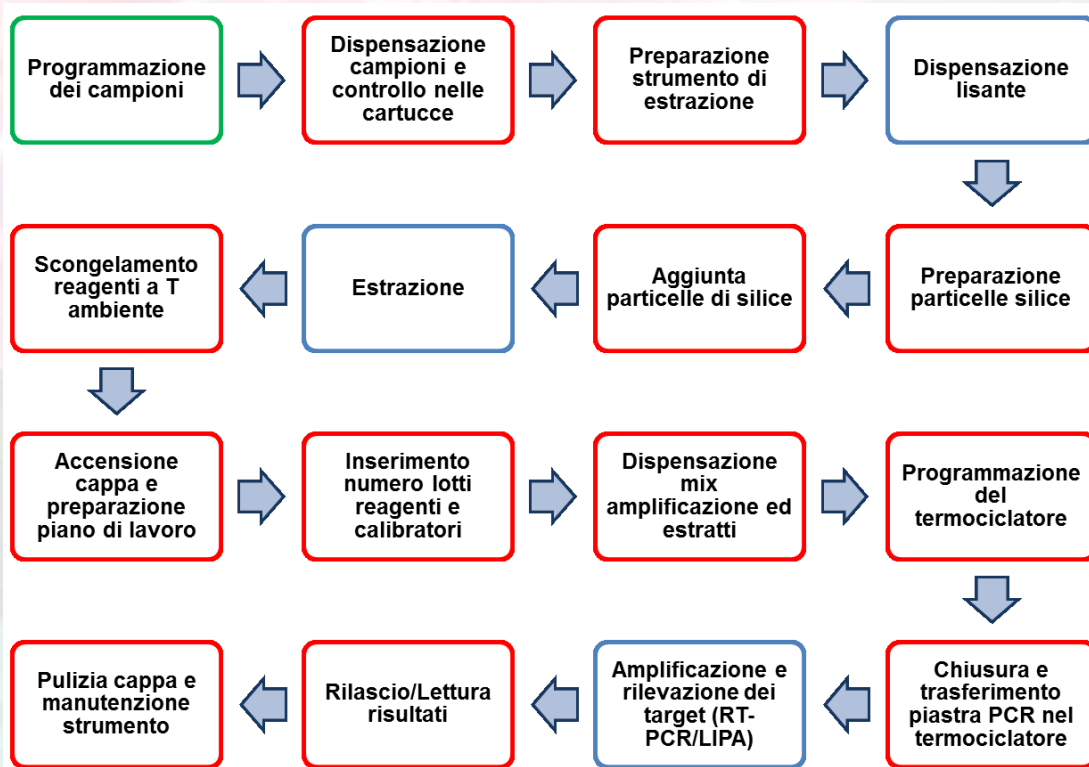 Programmazione
dei campioni
Dispensazione
campioni e
controllo nelle
cartucce
Preparazione
strumento di
estrazione
Dispensazione
lisante
Preparazione
particelle silice
Aggiunta
particelle di silice
Estrazione
Scongelamento
reagenti a T
ambiente
Accensione
cappa e
preparazione
piano di lavoro
Inserimento
numero lotti
reagenti e
calibratori
Dispensazione
mix
amplificazione ed
estratti
Programmazione
del
termociclatore
Chiusura e
trasferimento
piastra PCR nel
termociclatore
Amplificazione e
rilevazione dei
target (RT-
PCR/LIPA)
Rilascio/Lettura
risultati
Pulizia cappa e
manutenzione
strumento